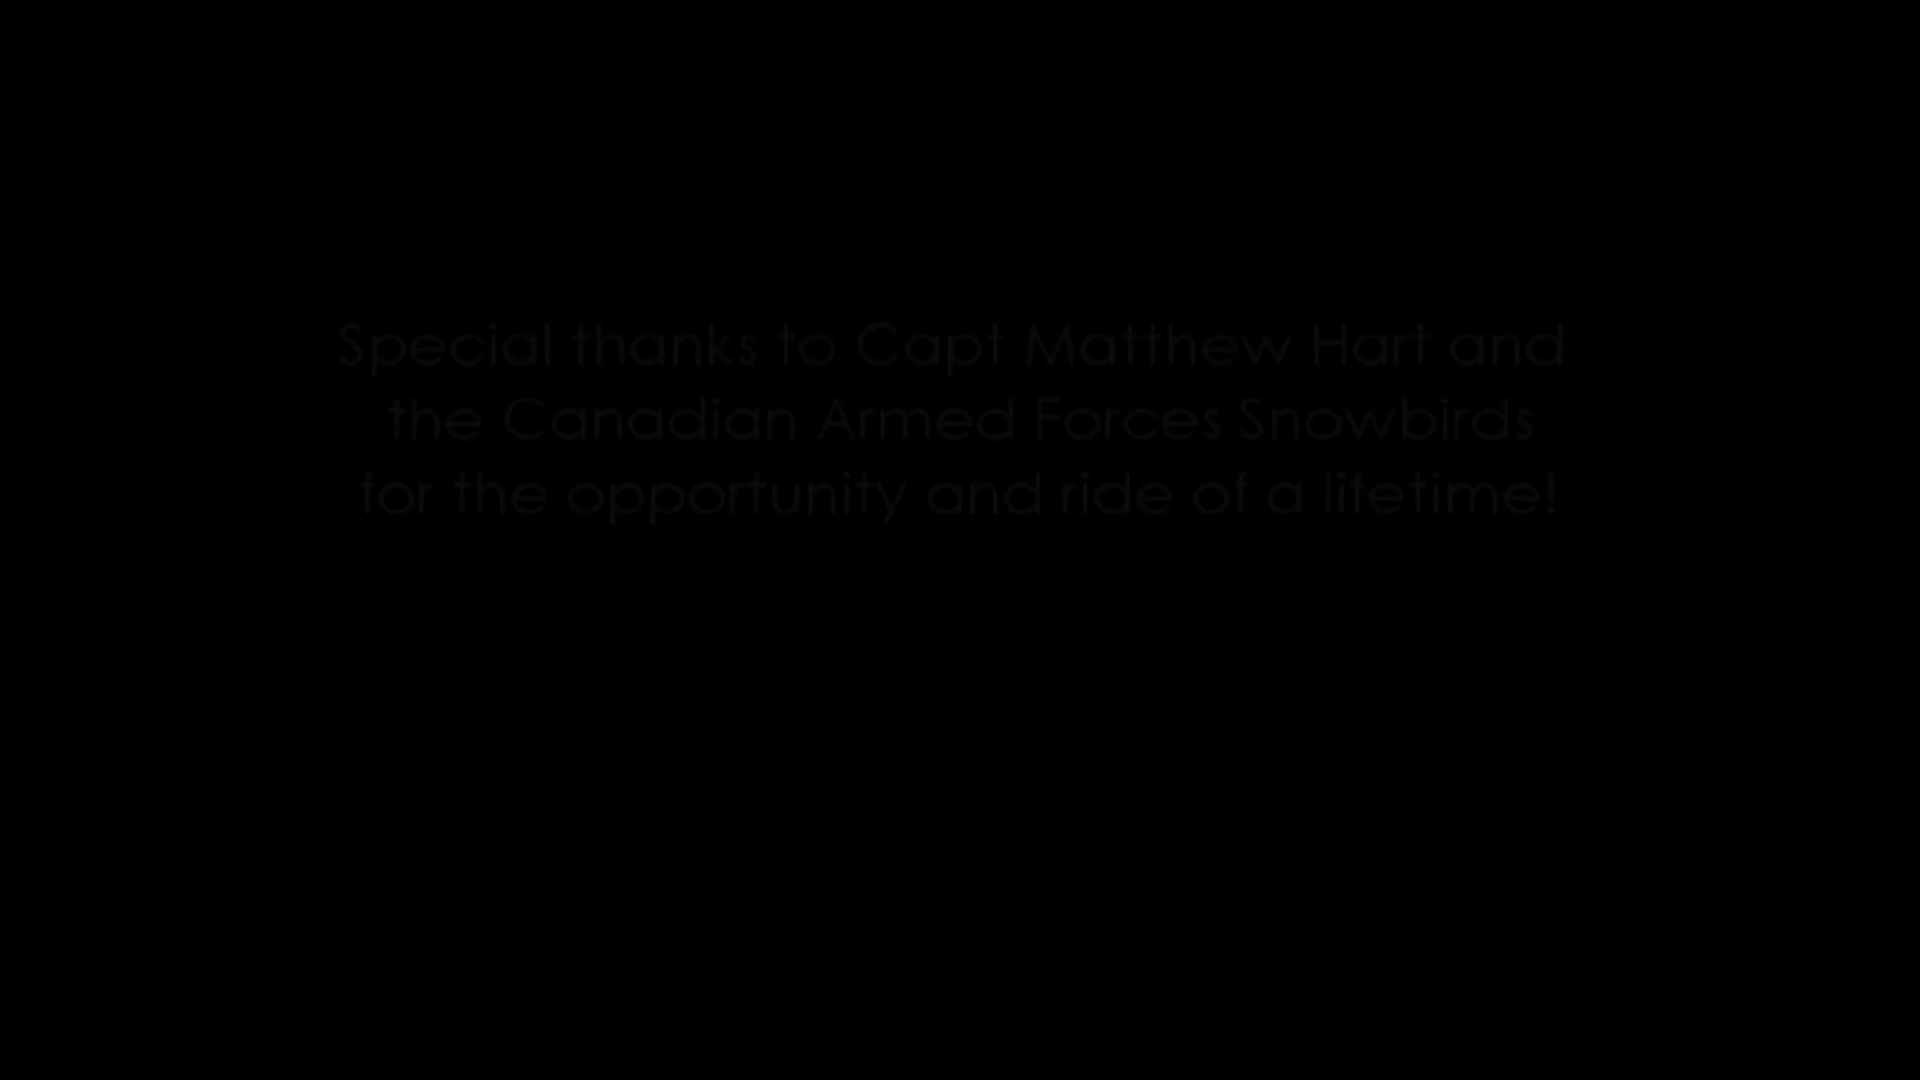 Special thanks to Capt Matthew Hart and
the Canadian Armed Forces Snowbirds
for the opportunity and ride of a lifetime!